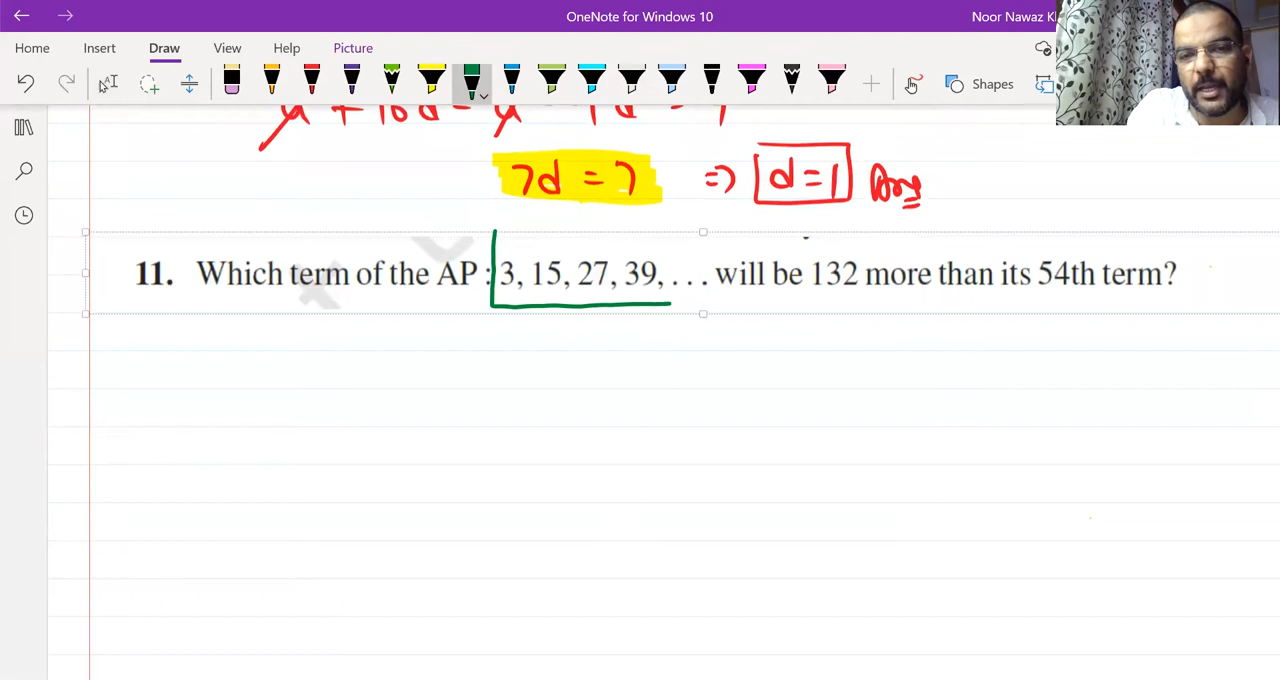 OneNote for Windows 10
Noor Nawaz K
Home Insert Draw View Help Picture
Shapes
7d = 7 ⇒ d = 1 Ans
11. Which term of the AP : 3, 15, 27, 39, . . . will be 132 more than its 54th term?